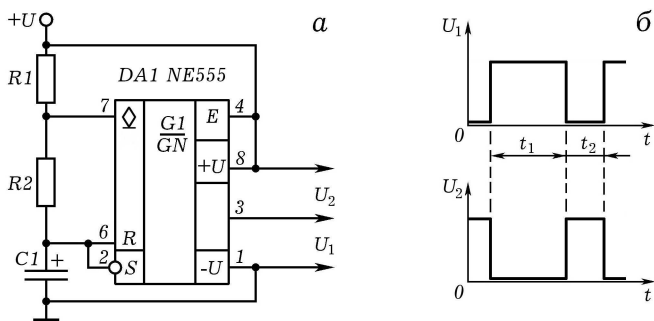 +U
а
R1
DA1 NE555
7
G1
GN
E
4
R2
+U
8
U2
3
6
R
U1
C1
+
2
S
-U
1
б
U1
0
t
t1
t2
U2
0
t